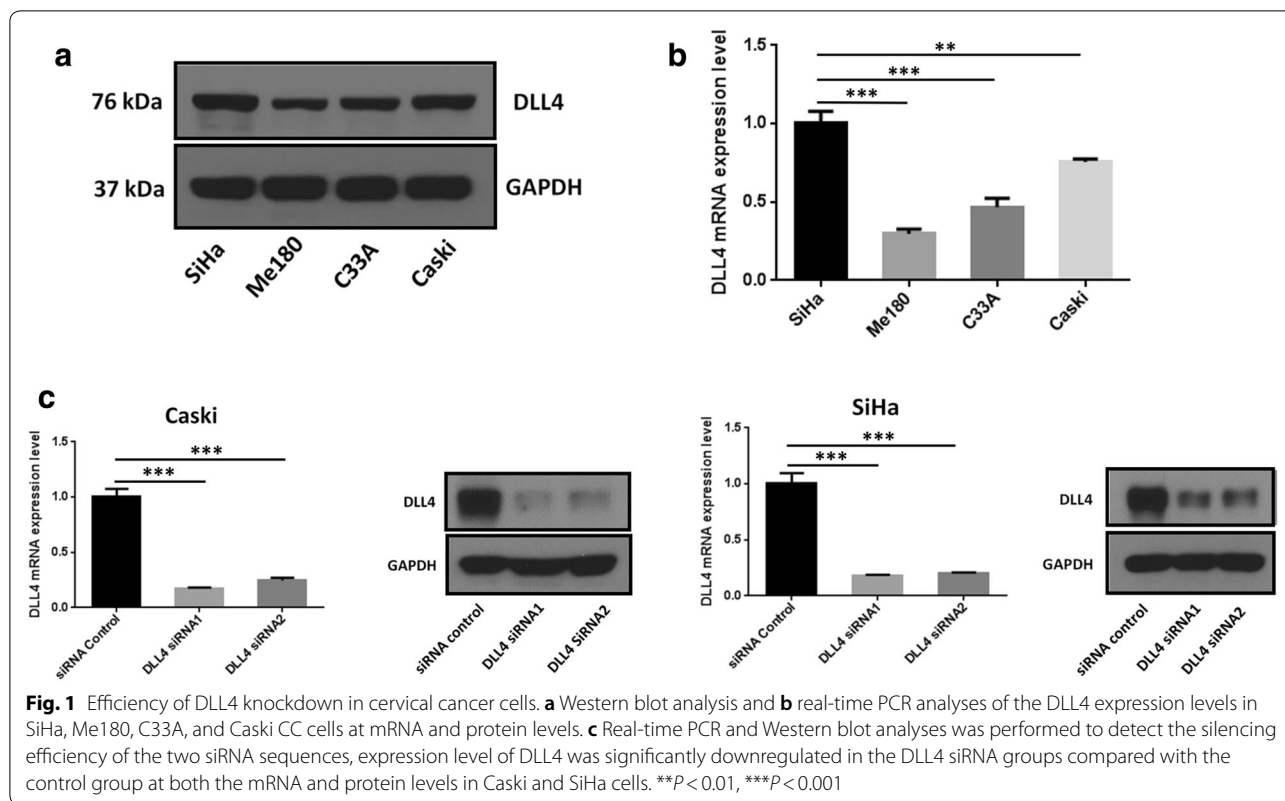 a
76 kDa
DLL4
37 kDa
GAPDH
SiHa
Me180
C33A
Caski
b
DLL4 mRNA expression level
1.5
1.0
0.5
0.0
**
***
***
SiHa
Me180
C33A
Caski
c
Caski
DLL4 mRNA expression level
1.5
1.0
0.5
0.0
***
***
siRNA Control
DLL4 siRNA1
DLL4 siRNA2
DLL4
GAPDH
siRNA control
DLL4 siRNA1
DLL4 SiRNA2
SiHa
DLL4 mRNA expression level
1.5
1.0
0.5
0.0
***
***
siRNA Control
DLL4 siRNA1
DLL4 siRNA2
DLL4
GAPDH
siRNA control
DLL4 siRNA1
DLL4 siRNA2
Fig. 1 Efficiency of DLL4 knockdown in cervical cancer cells. a Western blot analysis and b real-time PCR analyses of the DLL4 expression levels in
SiHa, Me180, C33A, and Caski CC cells at mRNA and protein levels. c Real-time PCR and Western blot analyses was performed to detect the silencing
efficiency of the two siRNA sequences, expression level of DLL4 was significantly downregulated in the DLL4 siRNA groups compared with the
control group at both the mRNA and protein levels in Caski and SiHa cells. **P < 0.01, ***P < 0.001